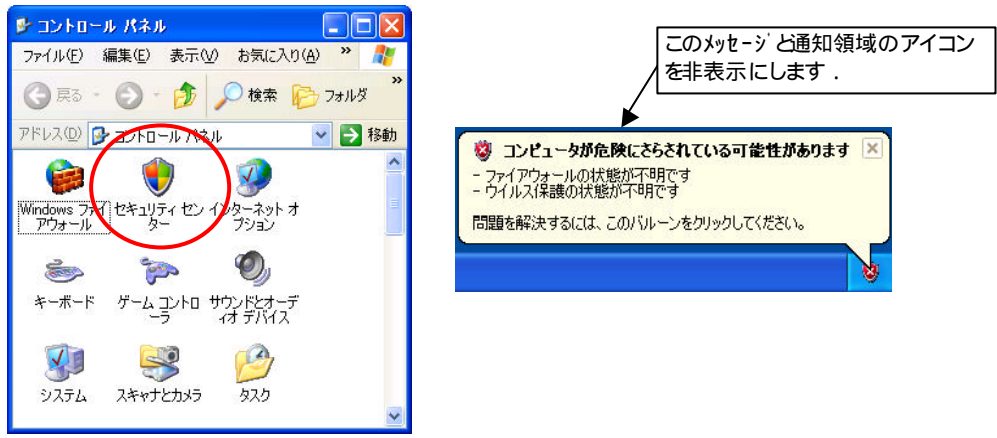 コントロール パネル
ファイル(F) 編集(E) 表示(V) お気に入り(A) »
戻る 検索 フォルダ »
アドレス(D) コントロール パネル 移動
Windows ファイアウォール
セキュリティ センター
インターネット オプション
キーボード
ゲーム コントローラ
サウンドとオーディオ デバイス
システム
スキャナとカメラ
タスク
このメッセージと通知領域のアイコン
を非表示にします．
コンピュータが危険にさらされている可能性があります
- ファイアウォールの状態が不明です
- ウイルス保護の状態が不明です
問題を解決するには、このバルーンをクリックしてください。